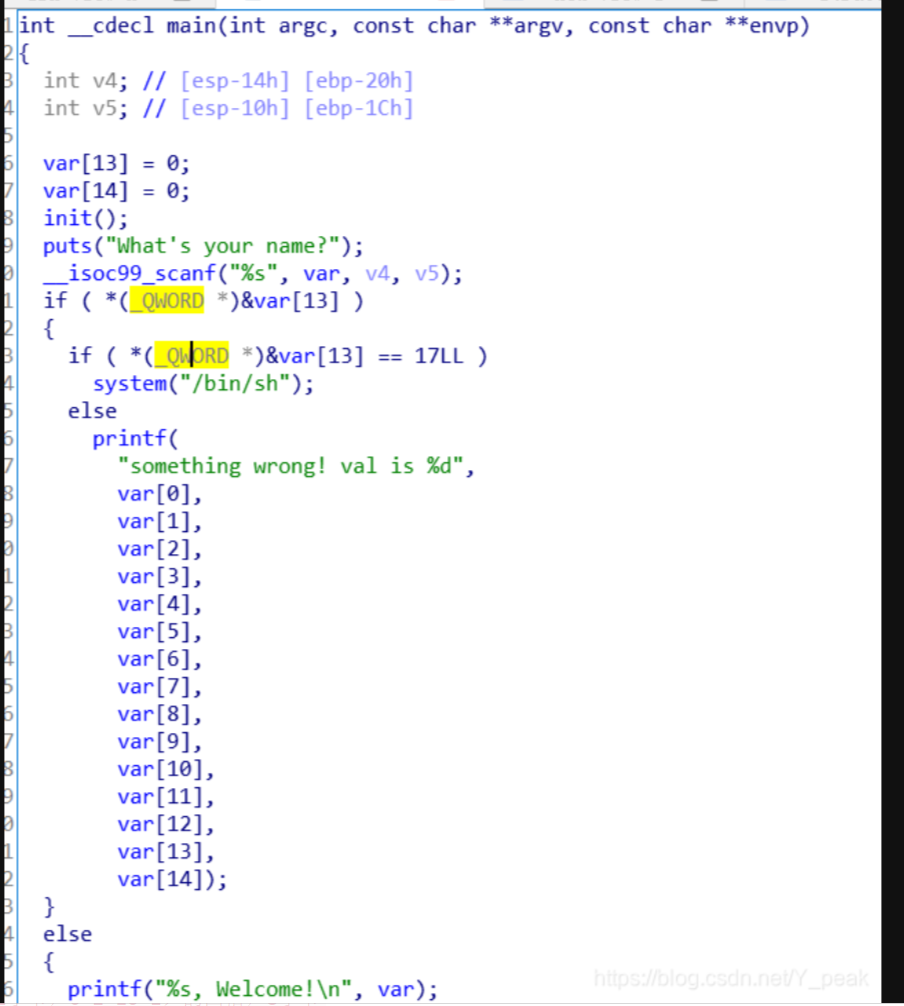 1 int __cdecl main(int argc, const char **argv, const char **envp)
2 {
3 int v4; // [esp-14h] [ebp-20h]
4 int v5; // [esp-10h] [ebp-1Ch]
5
6 var[13] = 0;
7 var[14] = 0;
8 init();
9 puts("What's your name?");
0 __isoc99_scanf("%s", var, v4, v5);
1 if ( *(_QWORD *)&var[13] )
2 {
3 if ( *(_QWORD *)&var[13] == 17LL )
4 system("/bin/sh");
5 else
6 printf(
7 "something wrong! val is %d",
8 var[0],
9 var[1],
0 var[2],
1 var[3],
2 var[4],
3 var[5],
4 var[6],
5 var[7],
6 var[8],
7 var[9],
8 var[10],
9 var[11],
0 var[12],
1 var[13],
2 var[14]);
3 }
4 else
5 {
6 printf("%s, Welcome!\n", var);
https://blog.csdn.net/Y_peak